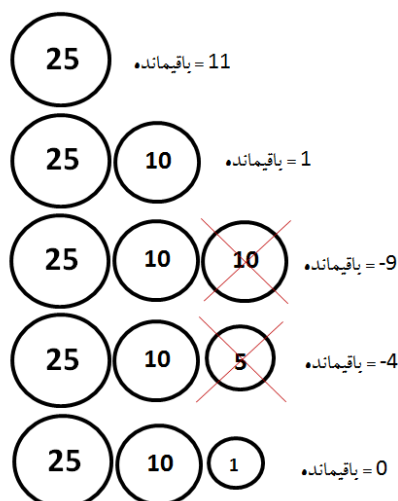 25 باقیمانده = 11
25 10 باقیمانده = 1
25 10 10 باقیمانده = -9
25 10 5 باقیمانده = -4
25 10 1 باقیمانده = 0